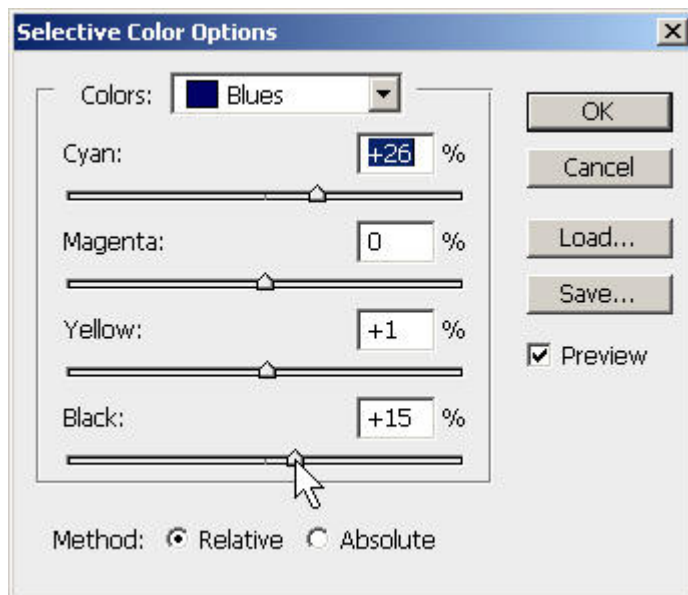 Selective Color Options
Colors: Blues
OK
Cyan: +26 %
Cancel
Magenta: 0 %
Load...
Save...
Yellow: +1 %
Preview
Black: +15 %
Method: Relative Absolute